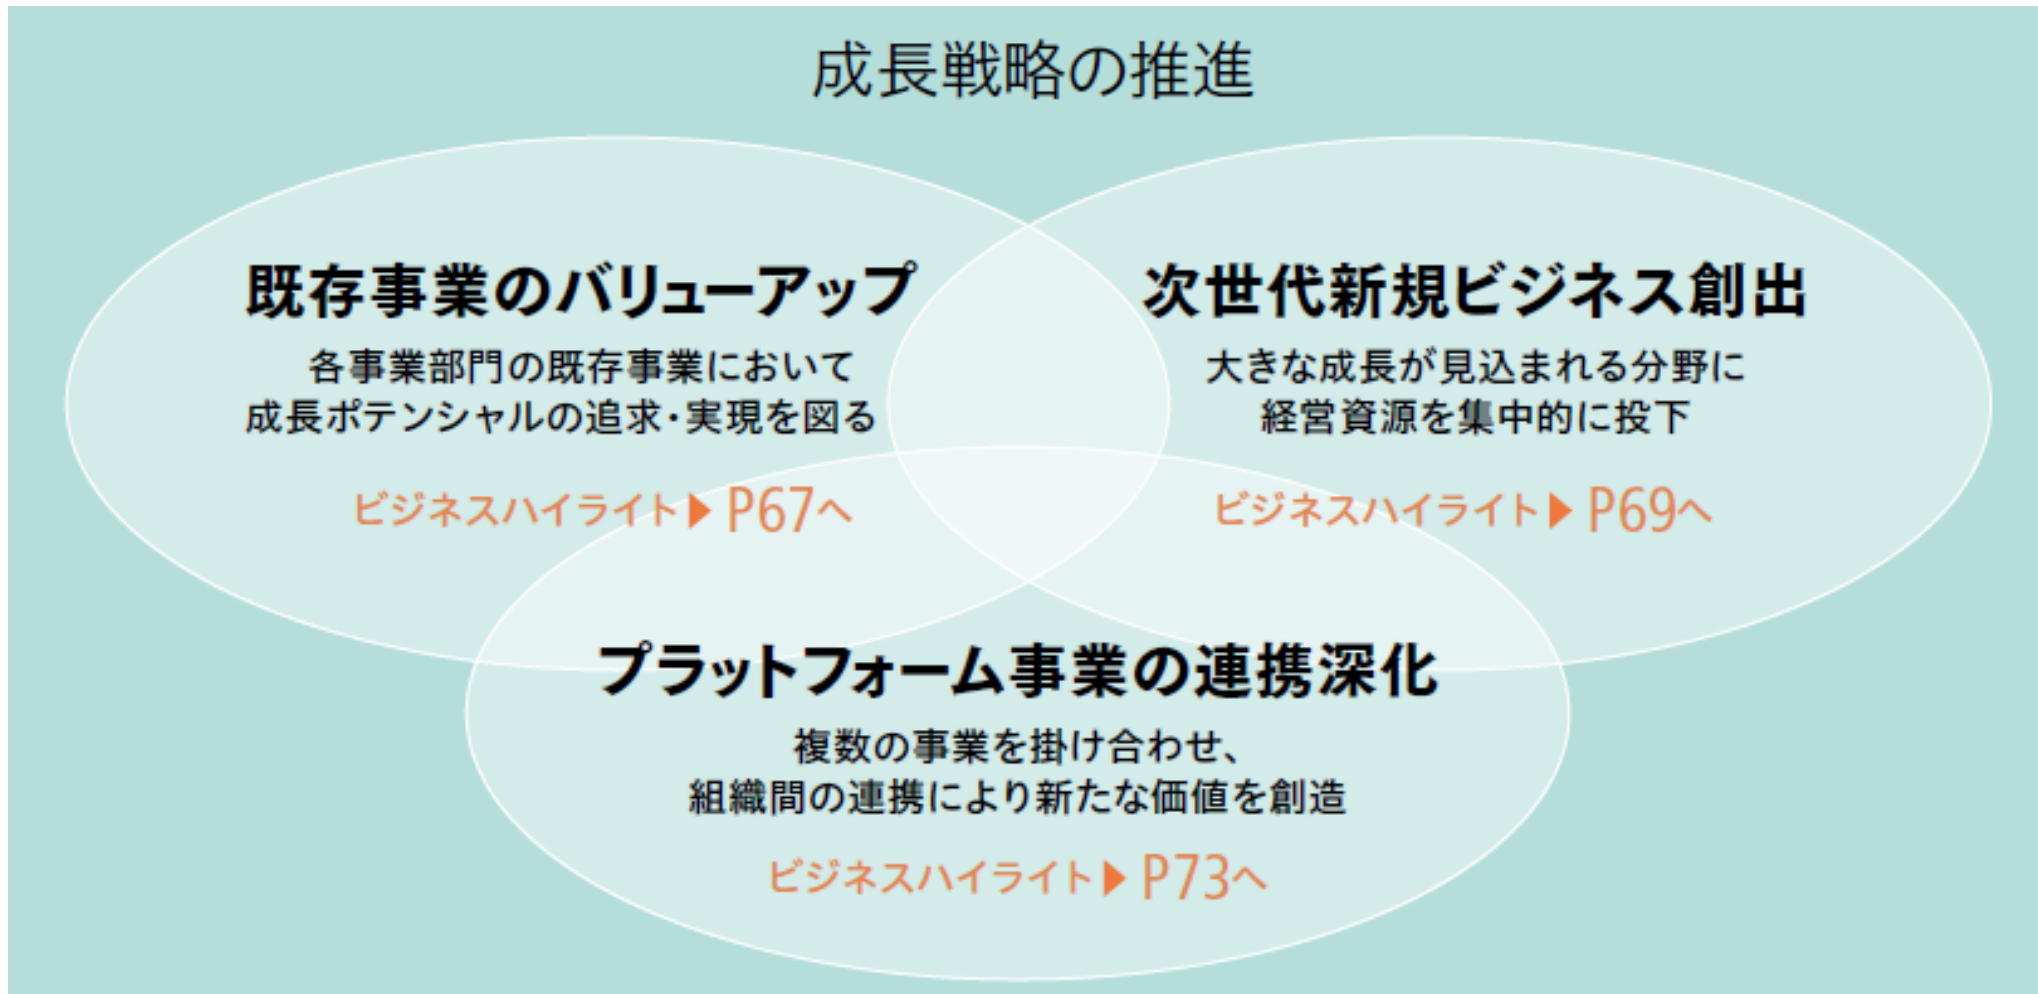 成長戦略の推進
既存事業のバリューアップ
各事業部門の既存事業において
成長ポテンシャルの追求・実現を図る
ビジネスハイライト▶ P67へ
次世代新規ビジネス創出
大きな成長が見込まれる分野に
経営資源を集中的に投下
ビジネスハイライト▶ P69へ
プラットフォーム事業の連携深化
複数の事業を掛け合わせ、
組織間の連携により新たな価値を創造
ビジネスハイライト▶ P73へ